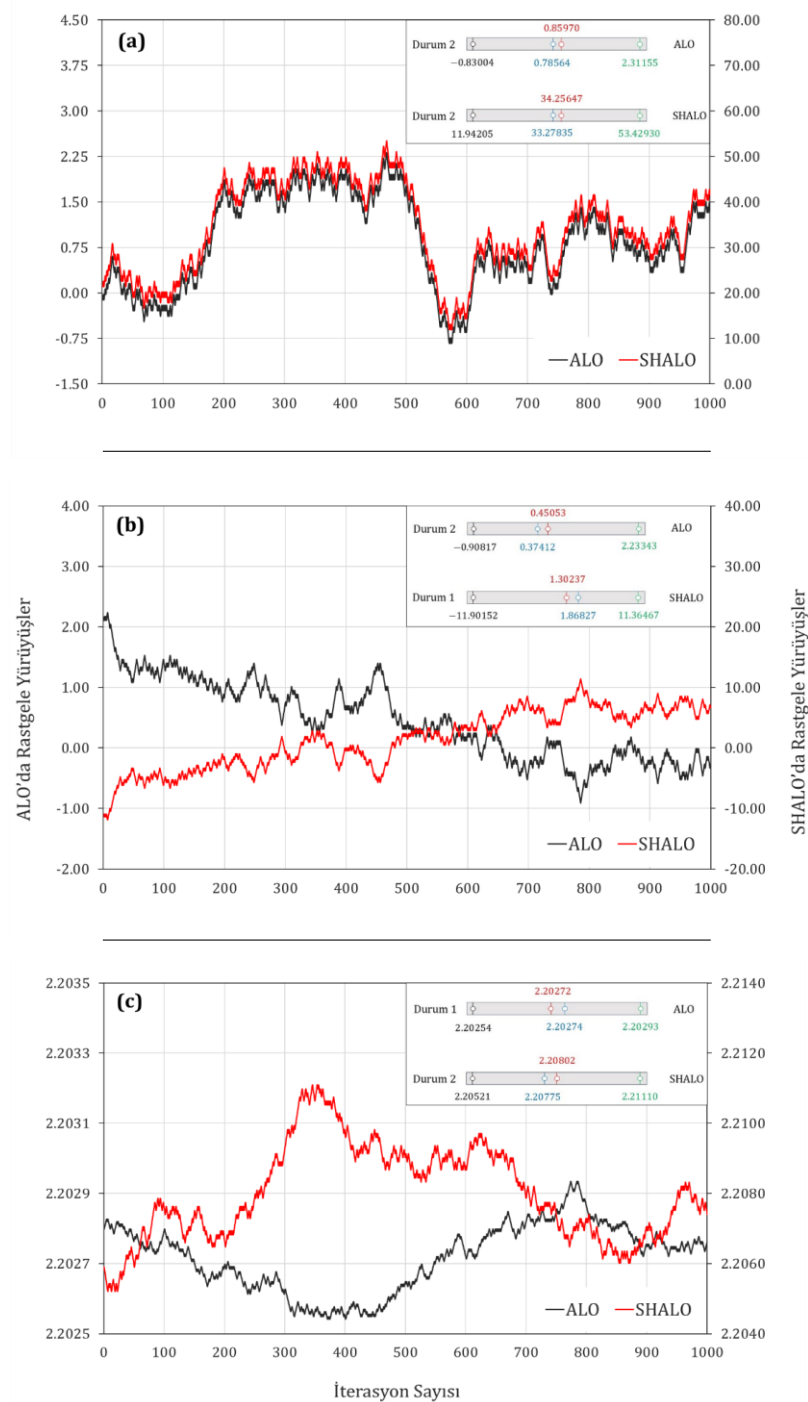 4.50 (a) 0.85970 80.00
Durum 2 ALO
3.75 −0.83004 0.78564 2.31155 70.00
34.25647
3.00 Durum 2 SHALO 60.00
11.94205 33.27835 53.42930
2.25 50.00
1.50 40.00
0.75 30.00
0.00 20.00
-0.75 10.00
ALO SHALO
-1.50 0.00
0 100 200 300 400 500 600 700 800 900 1000
4.00 (b) 0.45053 40.00
Durum 2 ALO
−0.90817 0.37412 2.23343
3.00 1.30237 30.00
Durum 1 SHALO
−11.90152 1.86827 11.36467
2.00 20.00
1.00 10.00
0.00 0.00
-1.00 -10.00
ALO SHALO
-2.00 -20.00
0 100 200 300 400 500 600 700 800 900 1000
ALO'da Rastgele Yürüyüşler
SHALO'da Rastgele Yürüyüşler
2.2035 (c) 2.20272 2.2140
Durum 1 ALO
2.20254 2.20274 2.20293
2.2033 2.2120
2.20802
Durum 2 SHALO
2.20521 2.20775 2.21110
2.2031 2.2100
2.2029 2.2080
2.2027 2.2060
ALO SHALO
2.2025 2.2040
0 100 200 300 400 500 600 700 800 900 1000
İterasyon Sayısı